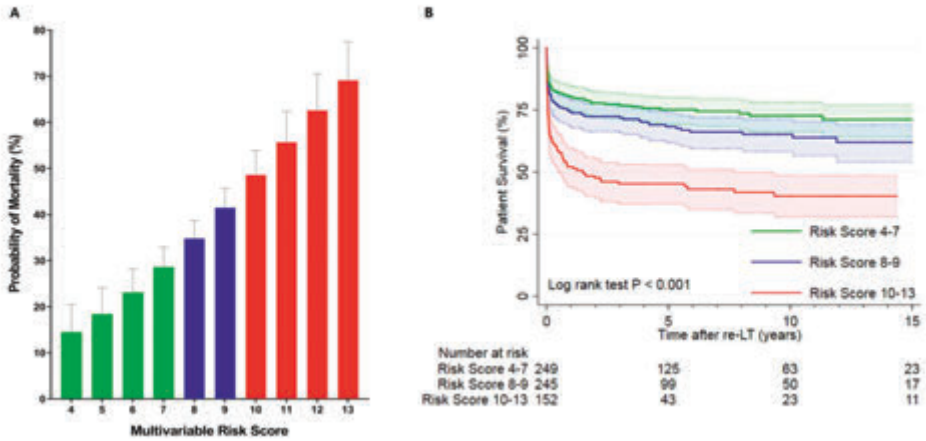 A
Probability of Mortality (%)
80
70
60
50
40
30
20
10
0
4 5 6 7 8 9 10 11 12 13
Multivariable Risk Score
B
Patient Survival (%)
100
75
50
25
0
Risk Score 4-7
Risk Score 8-9
Risk Score 10-13
Log rank test P < 0.001
0 5 10 15
Time after re-LT (years)
Number at risk
Risk Score 4-7 249 125 63 23
Risk Score 8-9 245 99 50 17
Risk Score 10-13 152 43 23 11